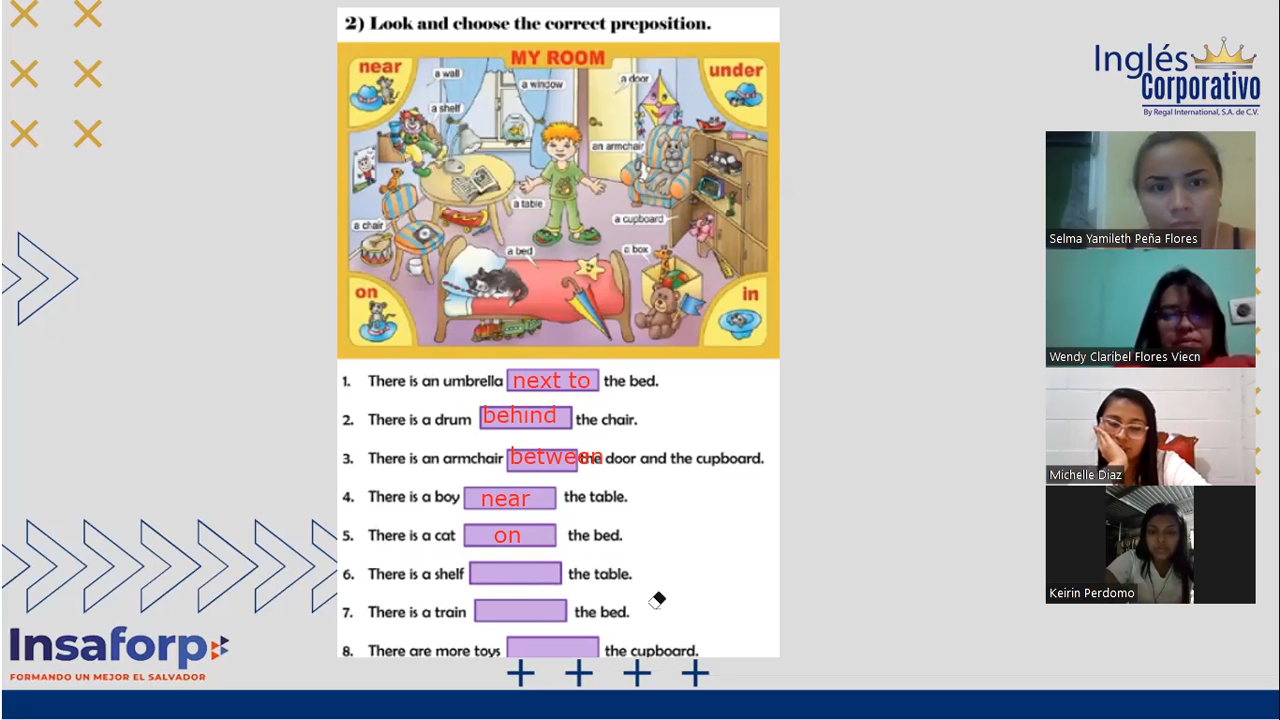 2) Look and choose the correct preposition.
MY ROOM
near
under
a wall
a window
a door
a shelf
an armchair
a table
a cupboard
a chair
a bed
a box
on
in
1. There is an umbrella next to the bed.
2. There is a drum behind the chair.
3. There is an armchair between the door and the cupboard.
4. There is a boy near the table.
5. There is a cat on the bed.
6. There is a shelf the table.
7. There is a train the bed.
8. There are more toys the cupboard.
Inglés
Corporativo
By Regal International, S.A. de C.V.
Selma Yamileth Peña Flores
Wendy Claribel Flores Viecn
Michelle Diaz
Keirin Perdomo
Insaforp
FORMANDO UN MEJOR EL SALVADOR